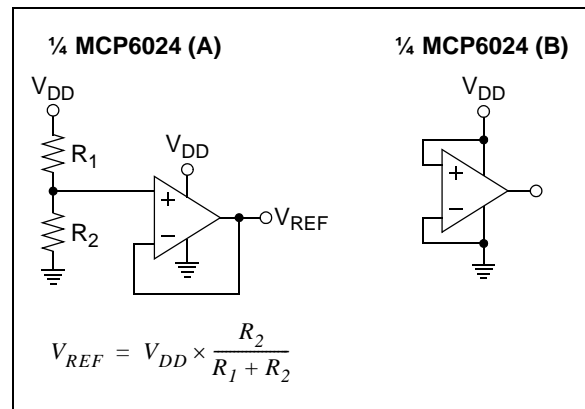 ¼ MCP6024 (A)
V_DD
R_1
R_2
V_DD
+
–
V_REF
¼ MCP6024 (B)
V_DD
+
–
V_REF = V_DD × R_2 / (R_1 + R_2)